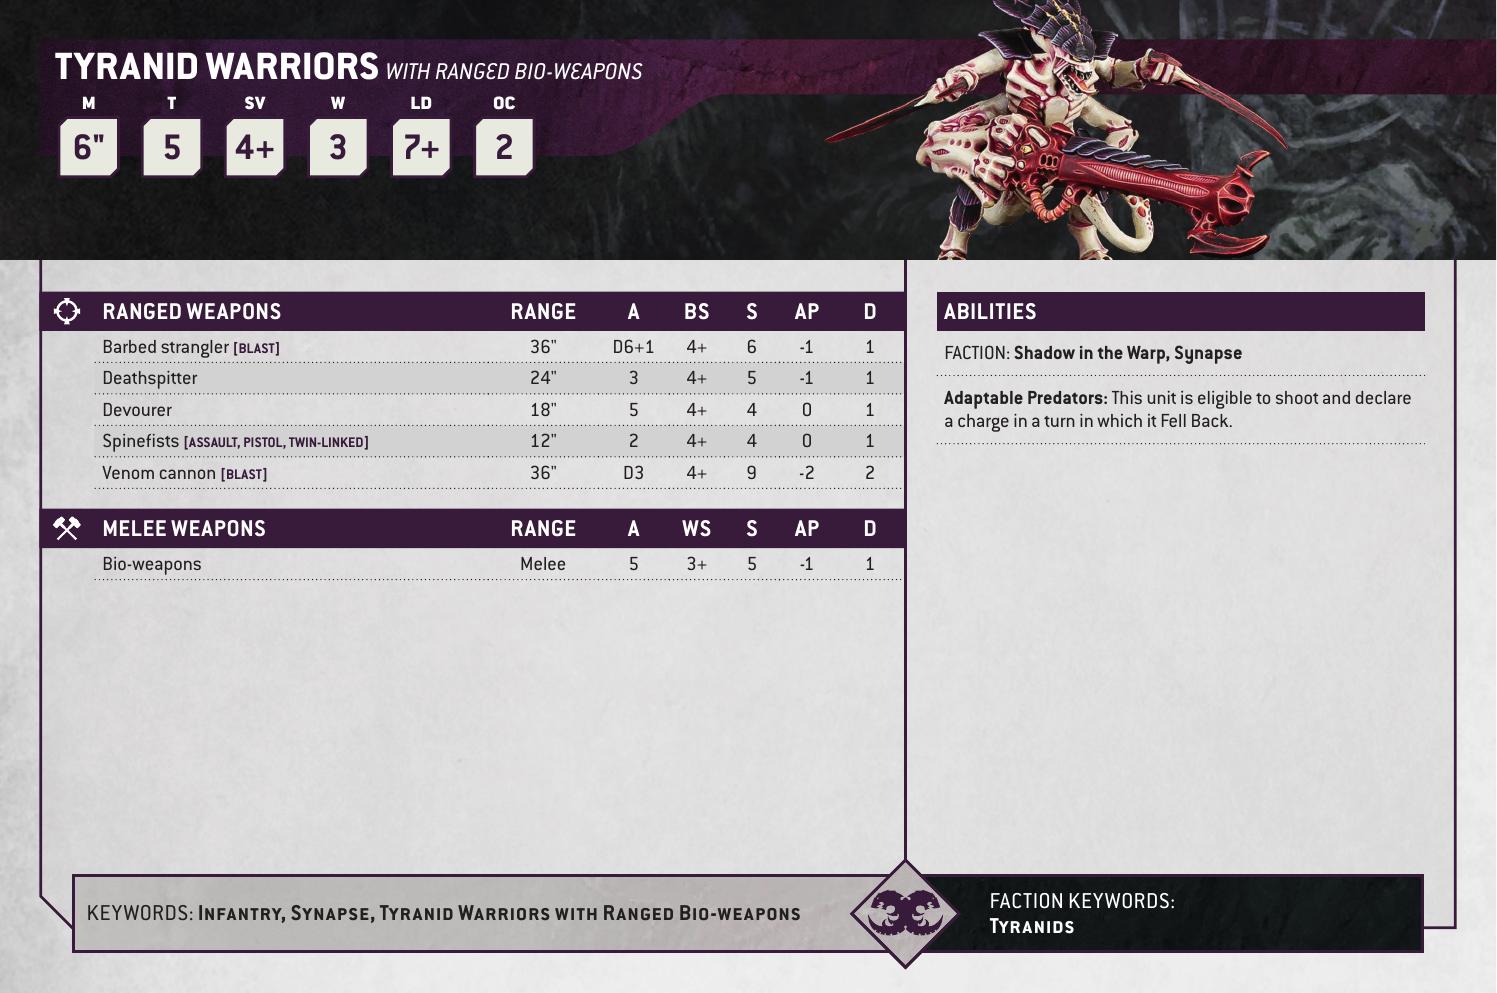 TYRANID WARRIORS WITH RANGED BIO-WEAPONS
M T SV W LD OC
6" 5 4+ 3 7+ 2
RANGED WEAPONS RANGE A BS S AP D
Barbed strangler [BLAST] 36" D6+1 4+ 6 -1 1
Deathspitter 24" 3 4+ 5 -1 1
Devourer 18" 5 4+ 4 0 1
Spinefists [ASSAULT, PISTOL, TWIN-LINKED] 12" 2 4+ 4 0 1
Venom cannon [BLAST] 36" D3 4+ 9 -2 2
MELEE WEAPONS RANGE A WS S AP D
Bio-weapons Melee 5 3+ 5 -1 1
ABILITIES
FACTION: Shadow in the Warp, Synapse
Adaptable Predators: This unit is eligible to shoot and declare
a charge in a turn in which it Fell Back.
KEYWORDS: Infantry, Synapse, Tyranid Warriors with Ranged Bio-weapons
FACTION KEYWORDS:
Tyranids